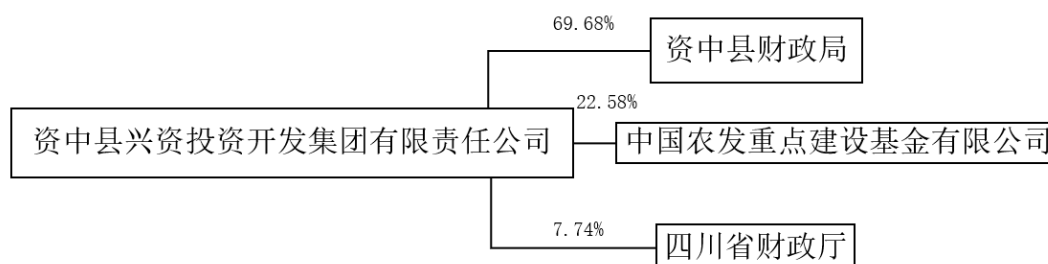 69.68%
资中县财政局
22.58%
资中县兴资投资开发集团有限责任公司
中国农发重点建设基金有限公司
7.74%
四川省财政厅